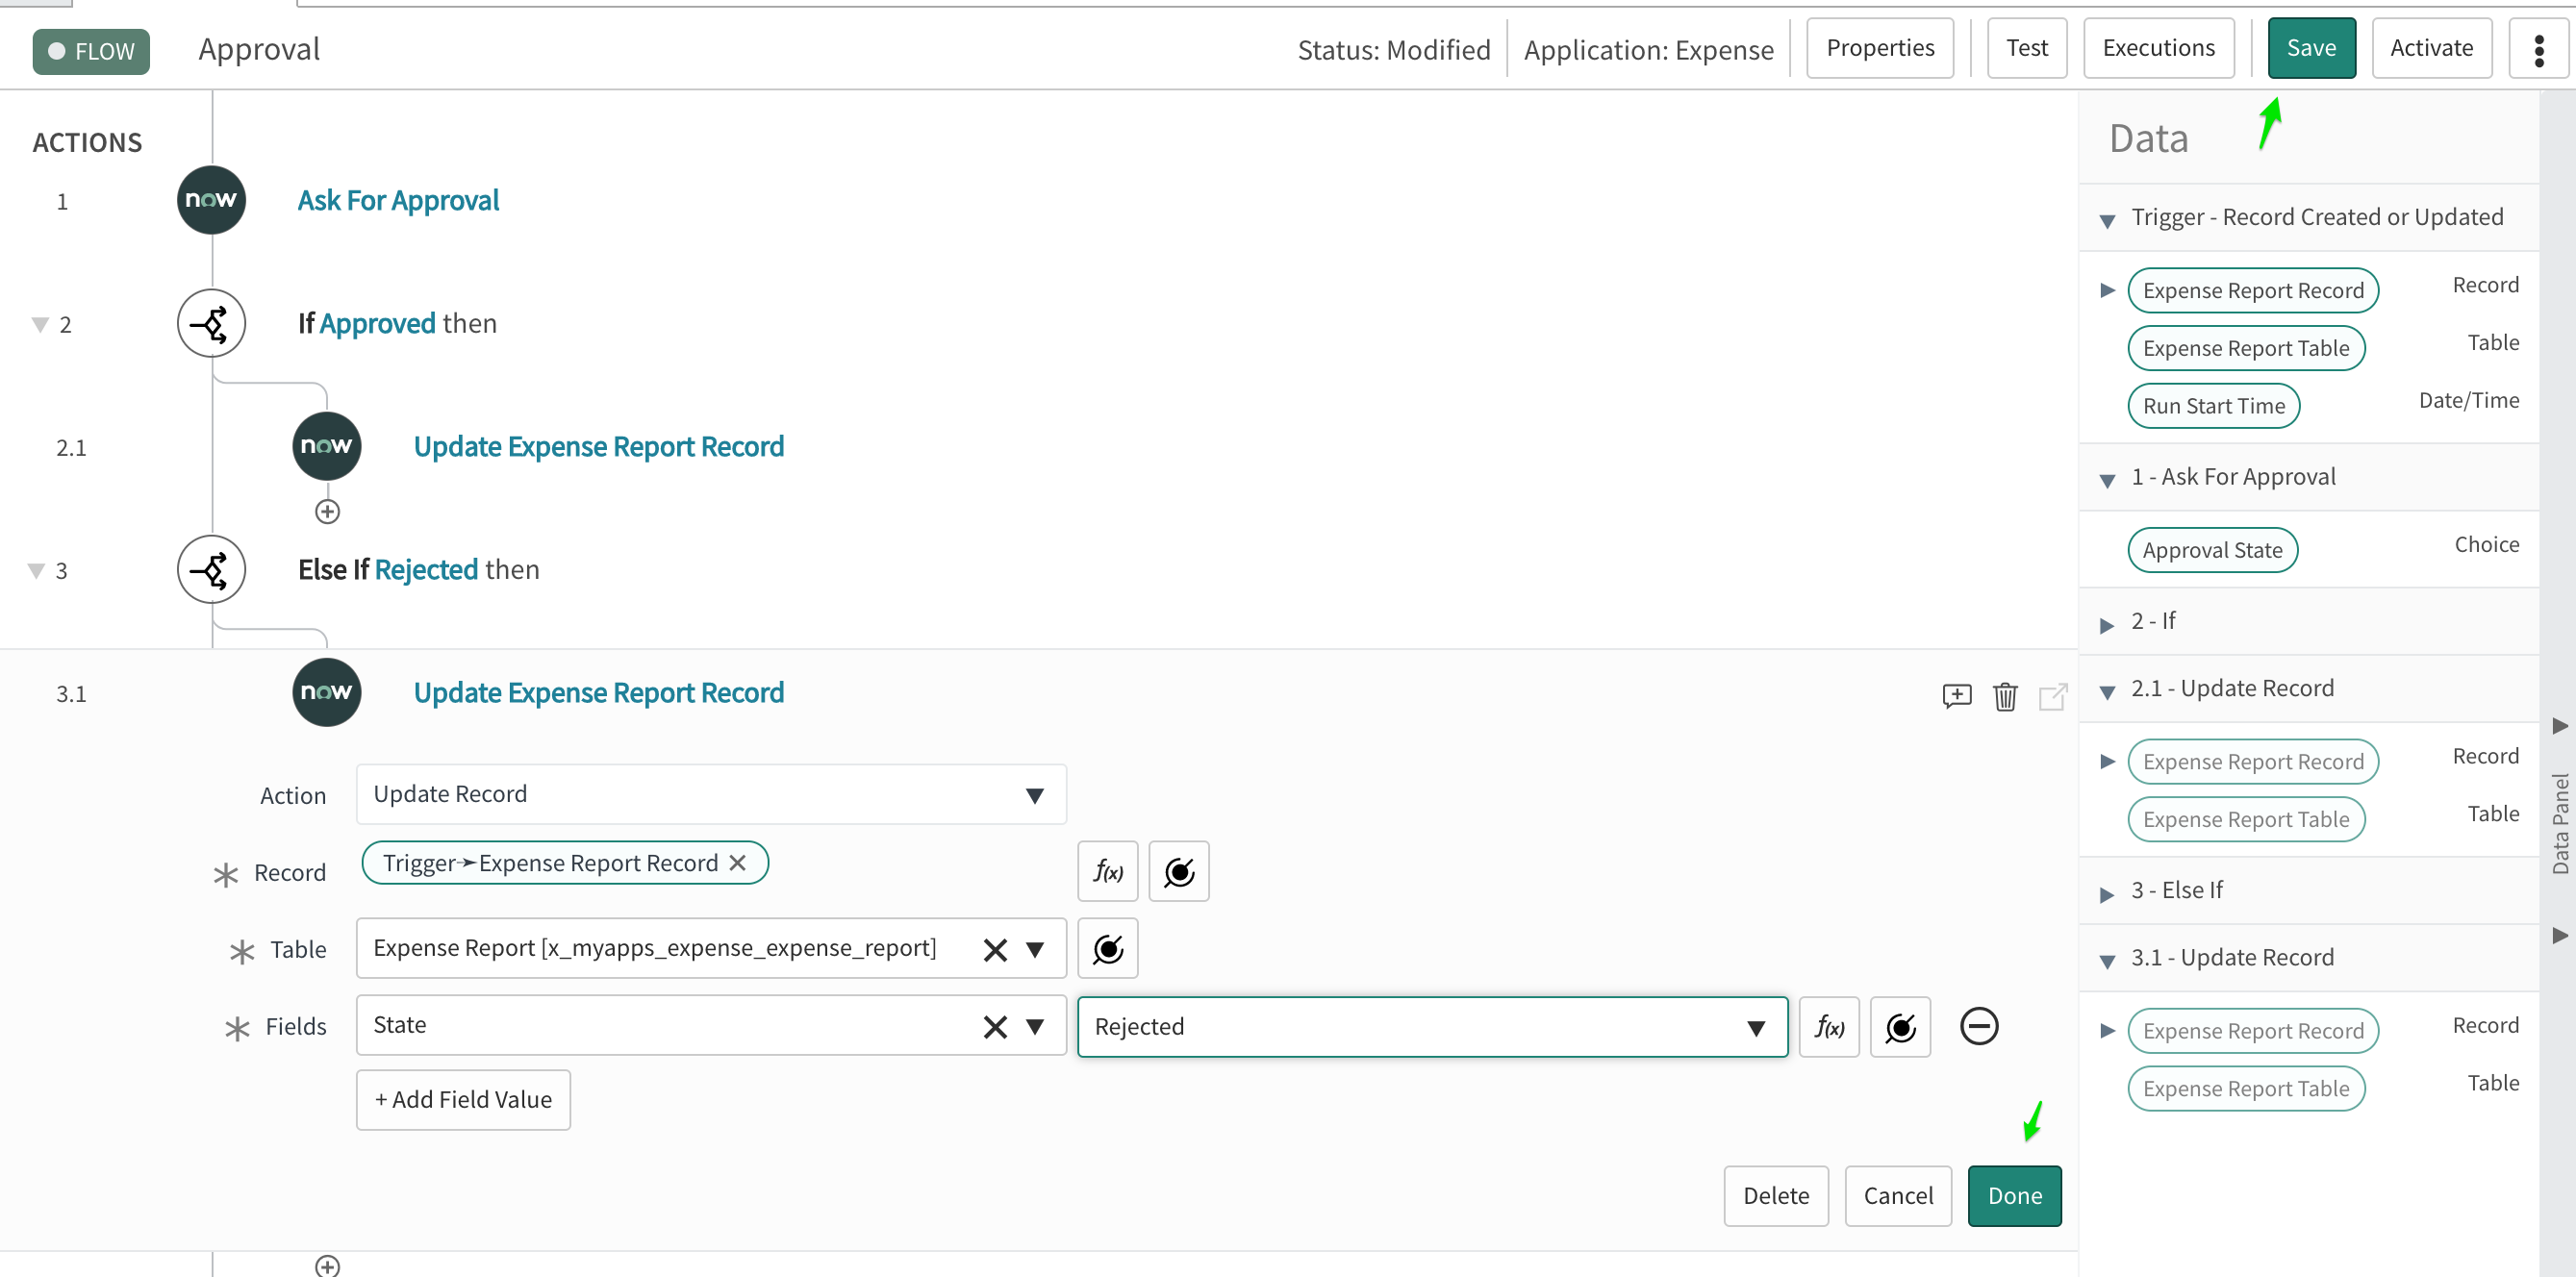 FLOW
Approval
Status: Modified
Application: Expense
Properties
Test
Executions
Save
Activate
ACTIONS
1
now
Ask For Approval
2
If Approved then
2.1
now
Update Expense Report Record
3
Else If Rejected then
3.1
now
Update Expense Report Record
Action
Update Record
* Record
Trigger➛Expense Report Record
f(x)
* Table
Expense Report [x_myapps_expense_expense_report]
* Fields
State
Rejected
f(x)
+ Add Field Value
Delete
Cancel
Done
Data
Trigger - Record Created or Updated
Expense Report Record
Record
Expense Report Table
Table
Run Start Time
Date/Time
1 - Ask For Approval
Approval State
Choice
2 - If
2.1 - Update Record
Expense Report Record
Record
Expense Report Table
Table
3 - Else If
3.1 - Update Record
Expense Report Record
Record
Expense Report Table
Table
Data Panel